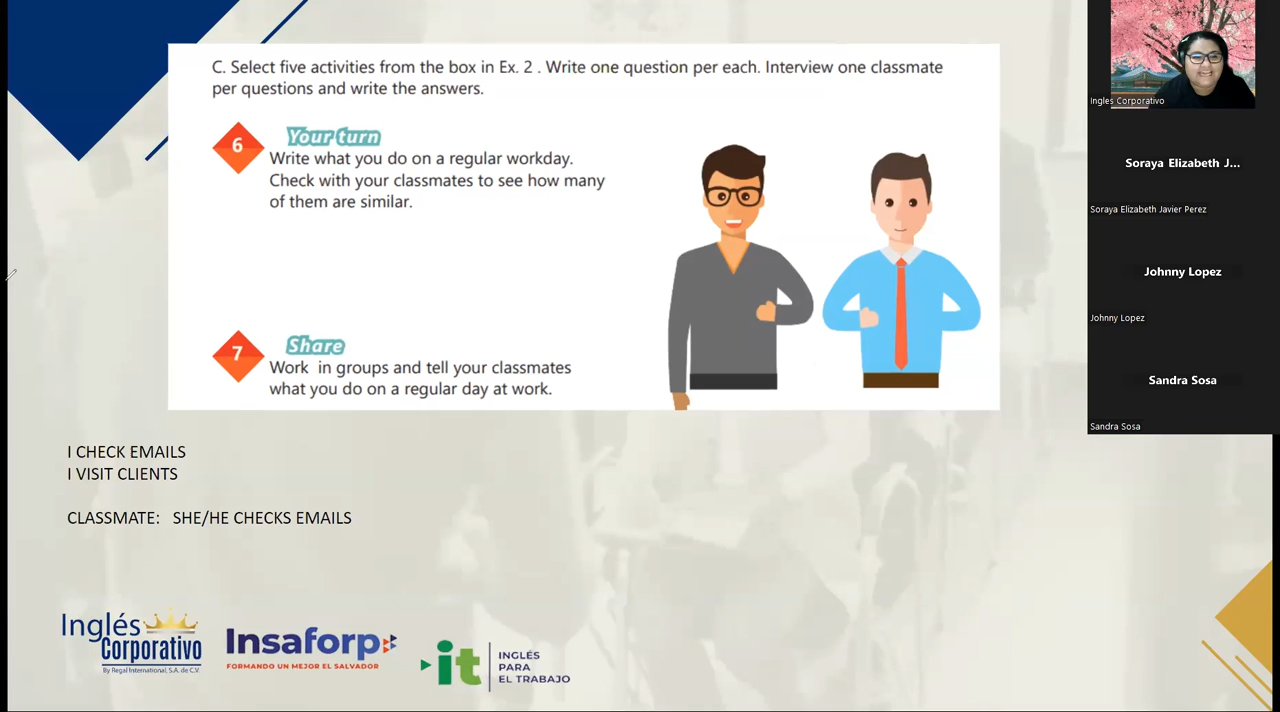 C. Select five activities from the box in Ex. 2 . Write one question per each. Interview one classmate
per questions and write the answers.
6
Your turn
Write what you do on a regular workday.
Check with your classmates to see how many
of them are similar.
7
Share
Work in groups and tell your classmates
what you do on a regular day at work.
I CHECK EMAILS
I VISIT CLIENTS
CLASSMATE: SHE/HE CHECKS EMAILS
Inglés
Corporativo
By Regal International, S.A. de C.V.
Insaforp
FORMANDO UN MEJOR EL SALVADOR
it
INGLÉS
PARA
EL TRABAJO
Ingles Corporativo
Soraya Elizabeth J...
Soraya Elizabeth Javier Perez
Johnny Lopez
Johnny Lopez
Sandra Sosa
Sandra Sosa